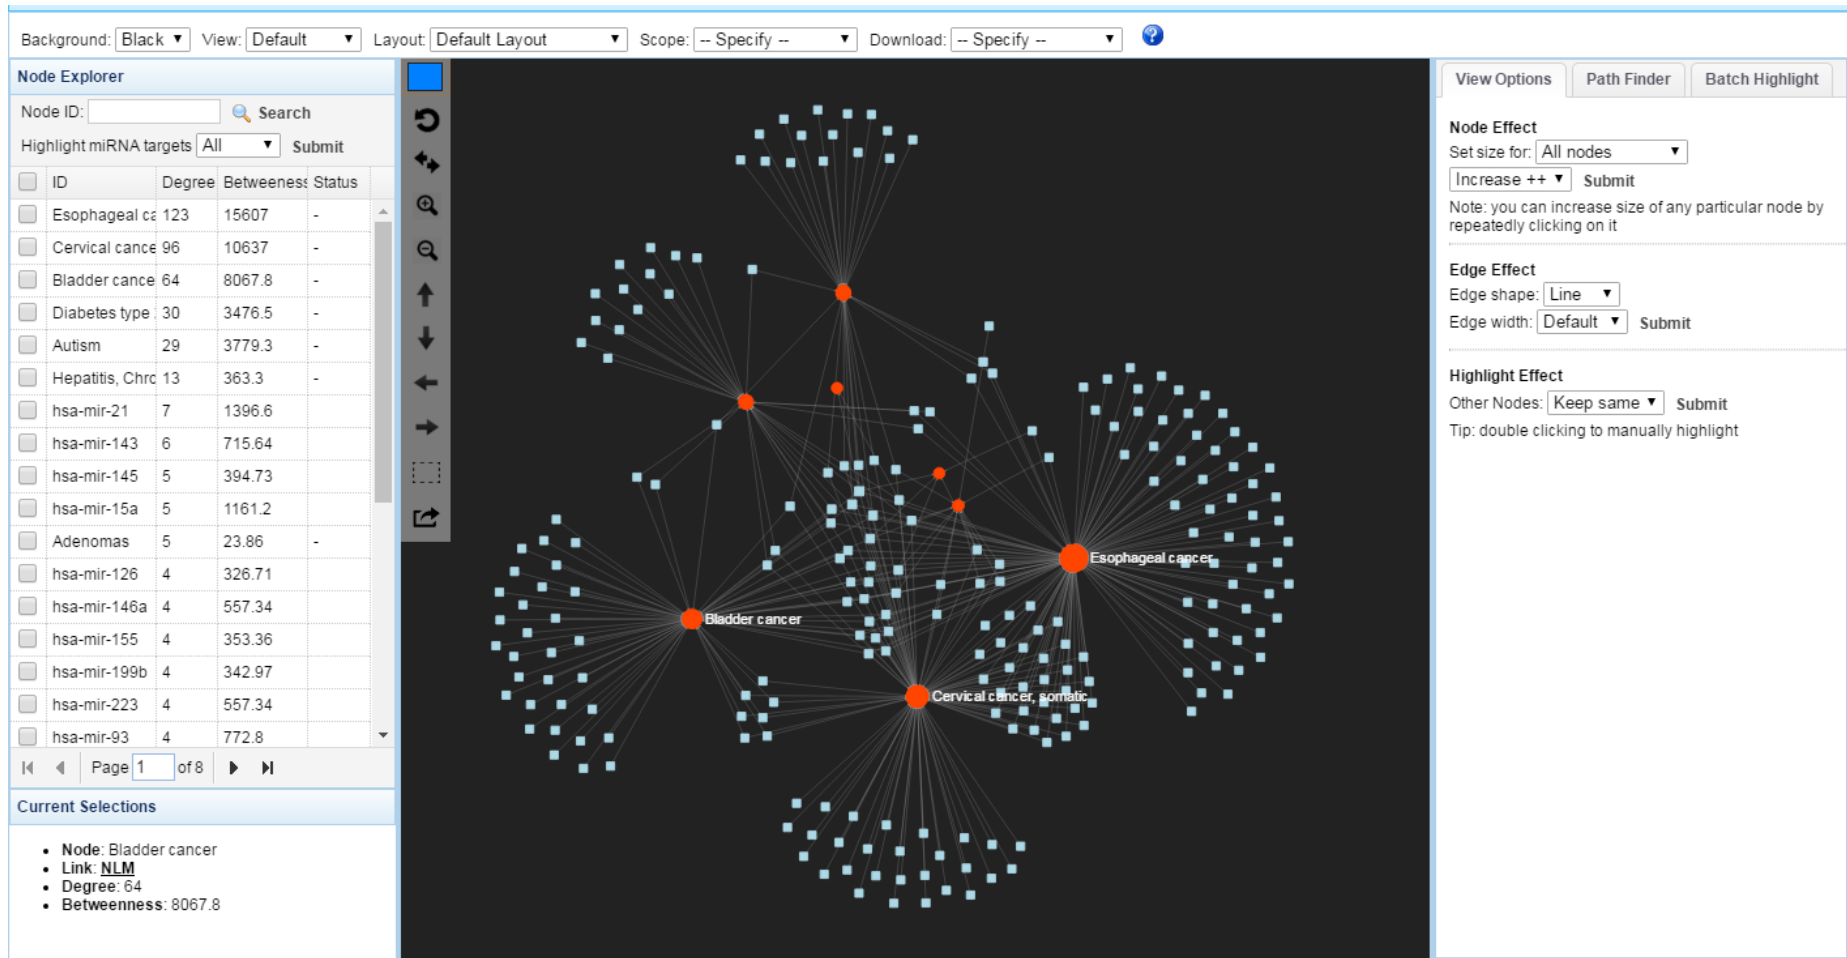 Background: Black View: Default Layout: Default Layout Scope: -- Specify -- Download: -- Specify -- ?
Node Explorer
Node ID: Search
Highlight miRNA targets All Submit
ID Degree Betweeness Status
Esophageal ca 123 15607 -
Cervical cance 96 10637 -
Bladder cance 64 8067.8 -
Diabetes type 30 3476.5 -
Autism 29 3779.3 -
Hepatitis, Chro 13 363.3 -
hsa-mir-21 7 1396.6
hsa-mir-143 6 715.64
hsa-mir-145 5 394.73
hsa-mir-15a 5 1161.2
Adenomas 5 23.86 -
hsa-mir-126 4 326.71
hsa-mir-146a 4 557.34
hsa-mir-155 4 353.36
hsa-mir-199b 4 342.97
hsa-mir-223 4 557.34
hsa-mir-93 4 772.8
Page 1 of 8
Current Selections
Node: Bladder cancer
Link: NLM
Degree: 64
Betweenness: 8067.8
Esophageal cancer
Bladder cancer
Cervical cancer, somatic
View Options Path Finder Batch Highlight
Node Effect
Set size for: All nodes
Increase ++ Submit
Note: you can increase size of any particular node by
repeatedly clicking on it
Edge Effect
Edge shape: Line
Edge width: Default Submit
Highlight Effect
Other Nodes: Keep same Submit
Tip: double clicking to manually highlight